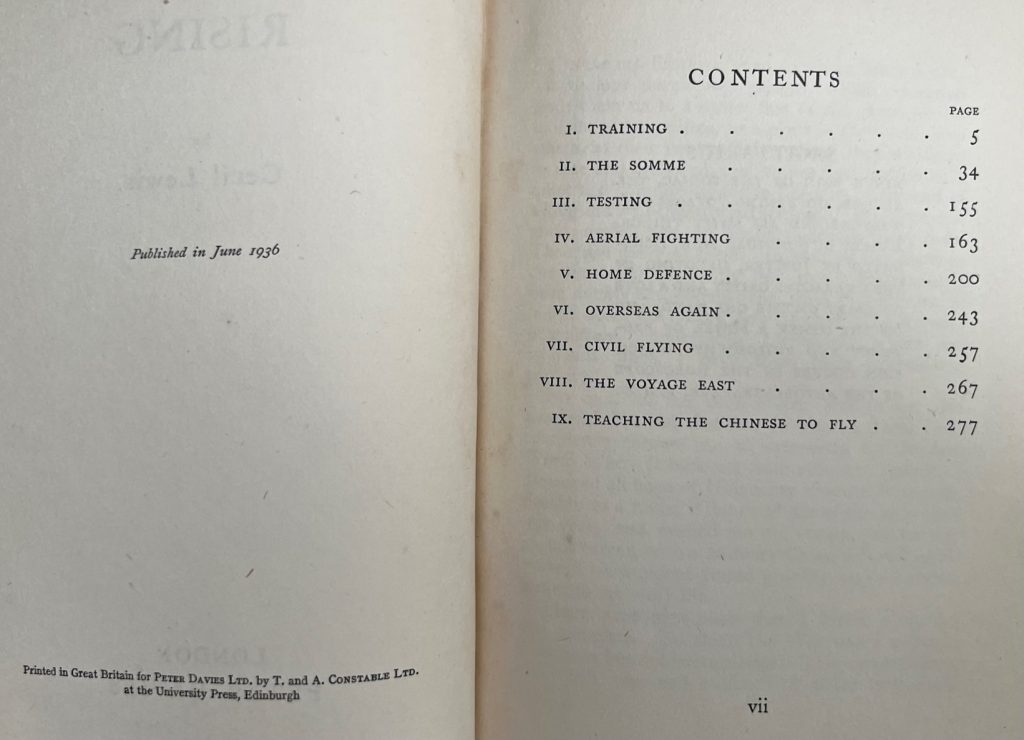 Published in June 1936
Printed in Great Britain for PETER DAVIES LTD. by T. and A. CONSTABLE LTD.
at the University Press, Edinburgh
CONTENTS
PAGE
I. TRAINING . . . . . . 5
II. THE SOMME . . . . . 34
III. TESTING . . . . . . 155
IV. AERIAL FIGHTING . . . . 163
V. HOME DEFENCE . . . . . 200
VI. OVERSEAS AGAIN . . . . . 243
VII. CIVIL FLYING . . . . . 257
VIII. THE VOYAGE EAST . . . . 267
IX. TEACHING THE CHINESE TO FLY . . 277
vii